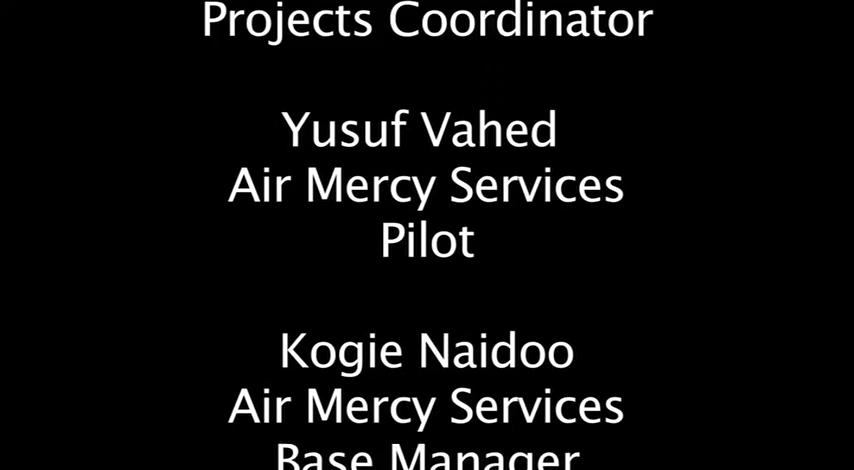 Projects Coordinator
Yusuf Vahed
Air Mercy Services
Pilot
Kogie Naidoo
Air Mercy Services
Base Manager